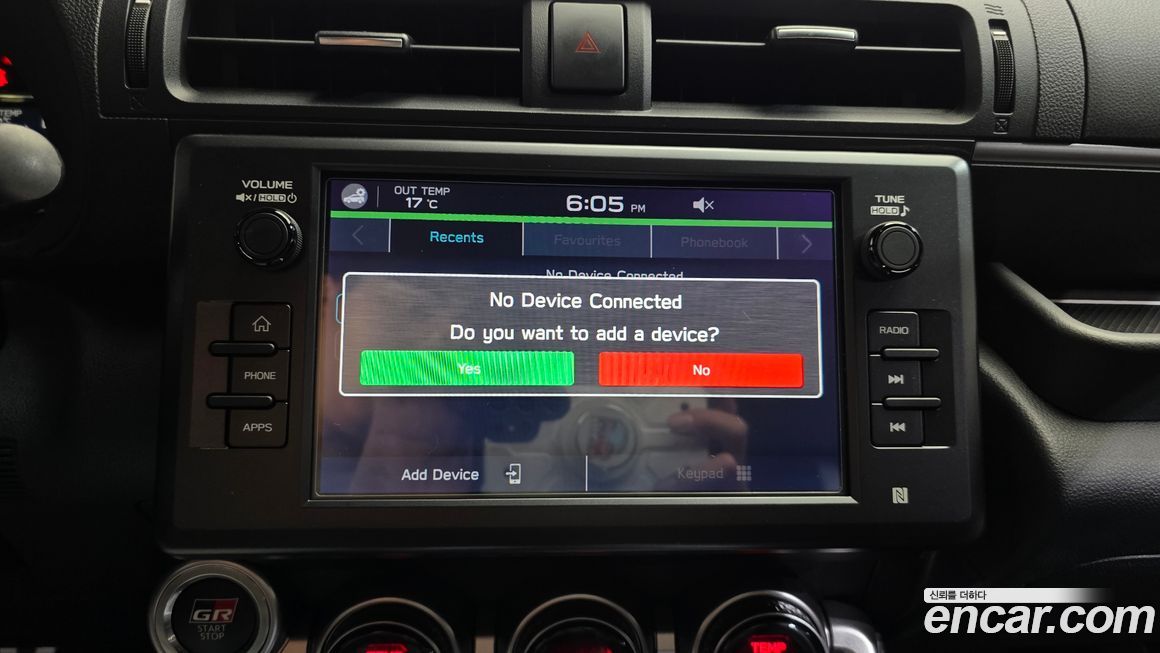 TEMP
VOLUME
/ HOLD
OUT TEMP
17 °C
6:05 PM
TUNE
HOLD
Recents
Favourites
Phonebook
No Device Connected
No Device Connected
Do you want to add a device?
Yes
No
PHONE
APPS
RADIO
Add Device
Keypad
N
GR
START
STOP
TEMP
신뢰를 더하다
encar.com